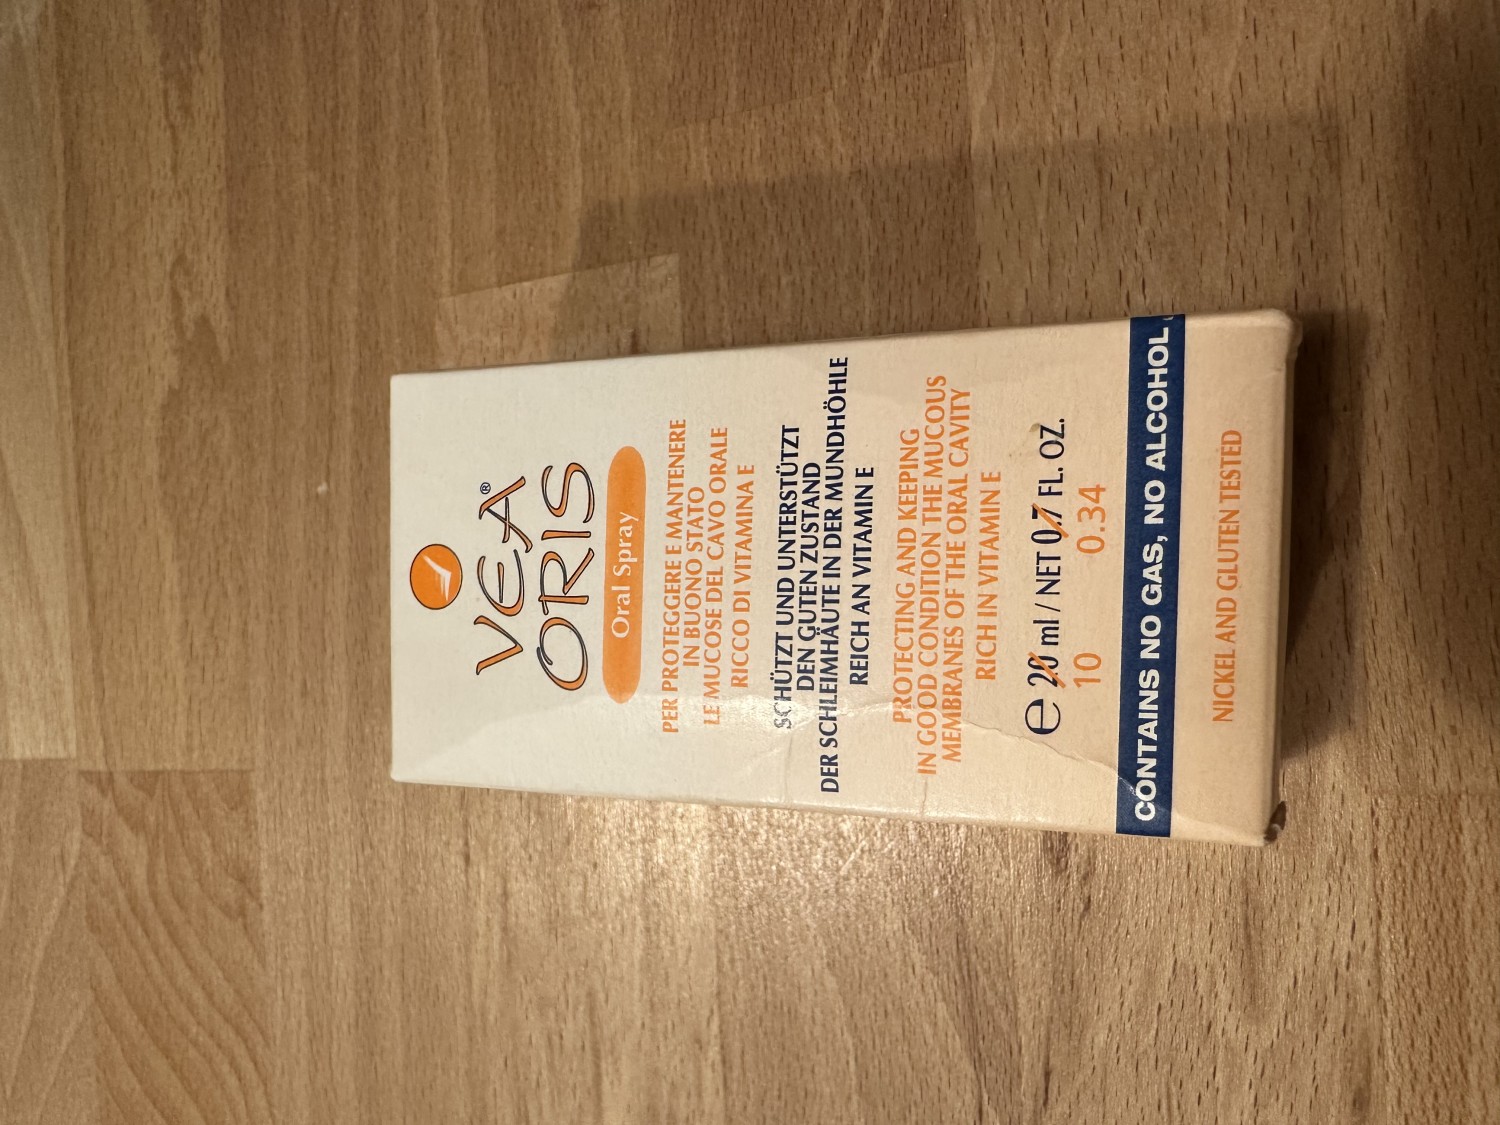 VEA®
ORIS
Oral Spray
PER PROTEGGERE E MANTENERE
IN BUONO STATO
LE MUCOSE DEL CAVO ORALE
RICCO DI VITAMINA E
SCHÜTZT UND UNTERSTÜTZT
DEN GUTEN ZUSTAND
DER SCHLEIMHÄUTE IN DER MUNDHÖHLE
REICH AN VITAMIN E
PROTECTING AND KEEPING
IN GOOD CONDITION THE MUCOUS
MEMBRANES OF THE ORAL CAVITY
RICH IN VITAMIN E
℮ 20 ml / NET 0.7 FL. OZ.
10 0.34
CONTAINS NO GAS, NO ALCOHOL
NICKEL AND GLUTEN TESTED